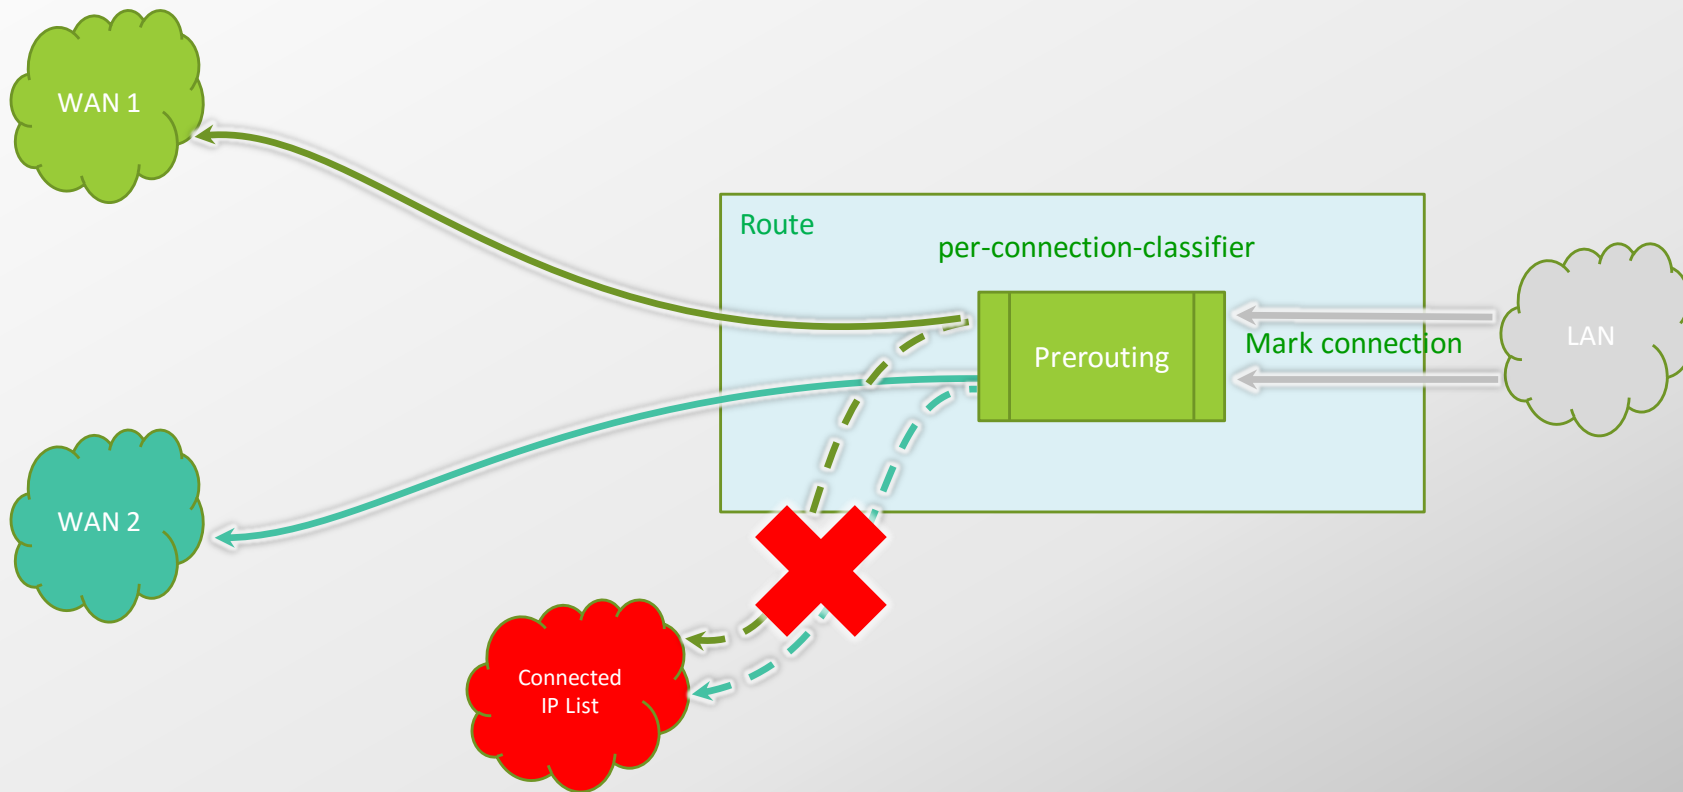 WAN 1
Route
per-connection-classifier
Prerouting
Mark connection
LAN
WAN 2
Connected
IP List